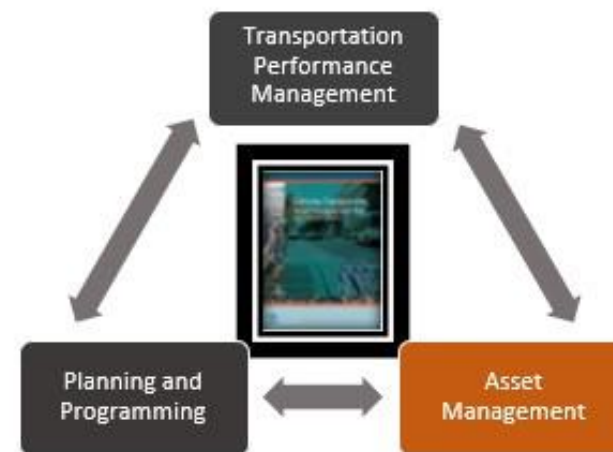 Transportation
Performance
Management
Planning and
Programming
Asset
Management